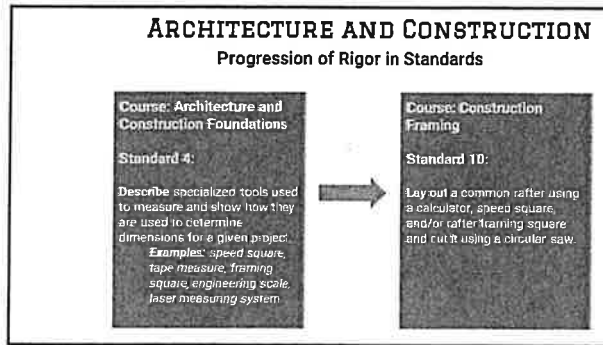 ARCHITECTURE AND CONSTRUCTION
Progression of Rigor in Standards
Course: Architecture and
Construction Foundations
Standard 4:
Describe specialized tools used
to measure and show how they
are used to determine
dimensions for a given project.
Examples: speed square,
tape measure, framing
square, engineering scale,
laser measuring system
Course: Construction
Framing
Standard 10:
Lay out a common rafter using
a calculator, speed square,
and/or rafter/framing square
and cut it using a circular saw.